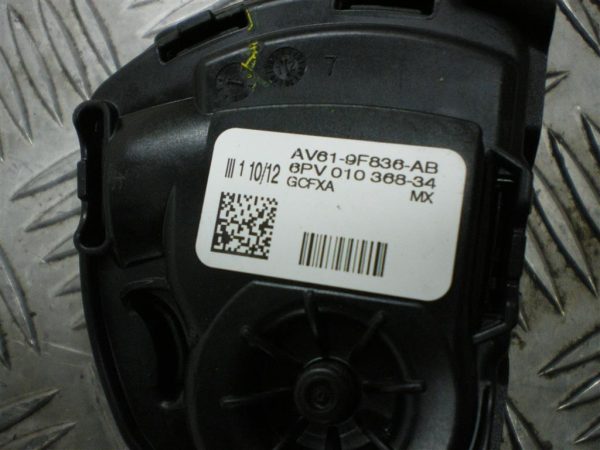 7
III 1 10/12
AV61-9F836-AB
6PV 010 368-34
GCFXA MX